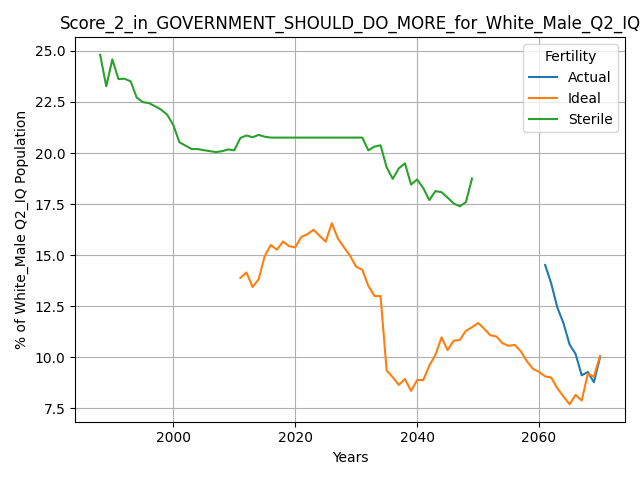 Score_2_in_GOVERNMENT_SHOULD_DO_MORE_for_White_Male_Q2_IQ
25.0
22.5
20.0
17.5
15.0
12.5
10.0
7.5
% of White_Male Q2_IQ Population
Fertility
Actual
Ideal
Sterile
2000
2020
2040
2060
Years